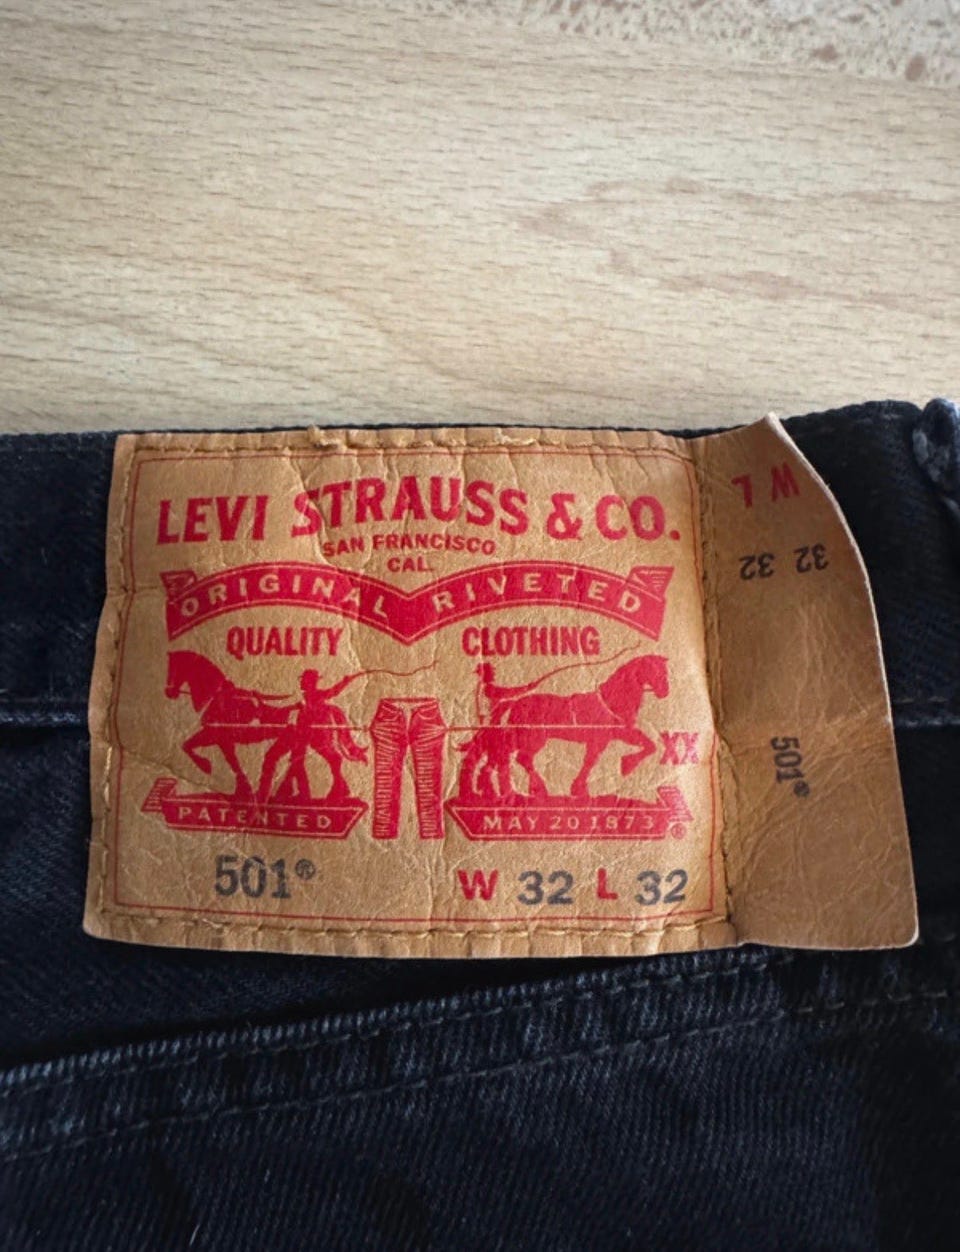 LEVI STRAUSS & CO.
SAN FRANCISCO
CAL.
ORIGINAL RIVETED
QUALITY CLOTHING
XX
PATENTED MAY 20 1873 ®
501® W 32 L 32
W L
32 32
501®